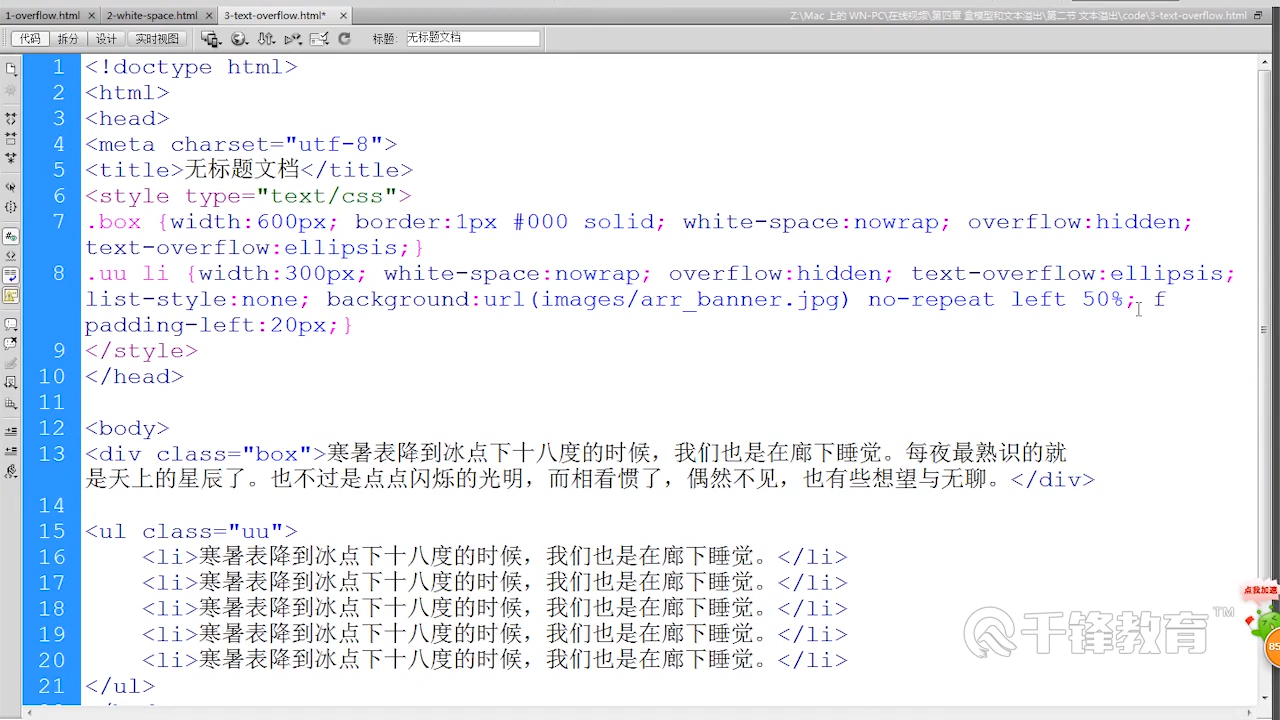 1-overflow.html × 2-white-space.html × 3-text-overflow.html* ×
Z:\Mac 上的 WN-PC\在线视频\第四章 盒模型和文本溢出\第二节 文本溢出\code\3-text-overflow.html
代码 拆分 设计 实时视图 标题: 无标题文档
1 <!doctype html>
2 <html>
3 <head>
4 <meta charset="utf-8">
5 <title>无标题文档</title>
6 <style type="text/css">
7 .box {width:600px; border:1px #000 solid; white-space:nowrap; overflow:hidden;
text-overflow:ellipsis;}
8 .uu li {width:300px; white-space:nowrap; overflow:hidden; text-overflow:ellipsis;
list-style:none; background:url(images/arr_banner.jpg) no-repeat left 50%; f
padding-left:20px;}
9 </style>
10 </head>
11
12 <body>
13 <div class="box">寒暑表降到冰点下十八度的时候，我们也是在廊下睡觉。每夜最熟识的就
是天上的星辰了。也不过是点点闪烁的光明，而相看惯了，偶然不见，也有些想望与无聊。</div>
14
15 <ul class="uu">
16 <li>寒暑表降到冰点下十八度的时候，我们也是在廊下睡觉。</li>
17 <li>寒暑表降到冰点下十八度的时候，我们也是在廊下睡觉。</li>
18 <li>寒暑表降到冰点下十八度的时候，我们也是在廊下睡觉。</li>
19 <li>寒暑表降到冰点下十八度的时候，我们也是在廊下睡觉。</li>
20 <li>寒暑表降到冰点下十八度的时候，我们也是在廊下睡觉。</li>
21 </ul>
点我加速
85
千锋教育™